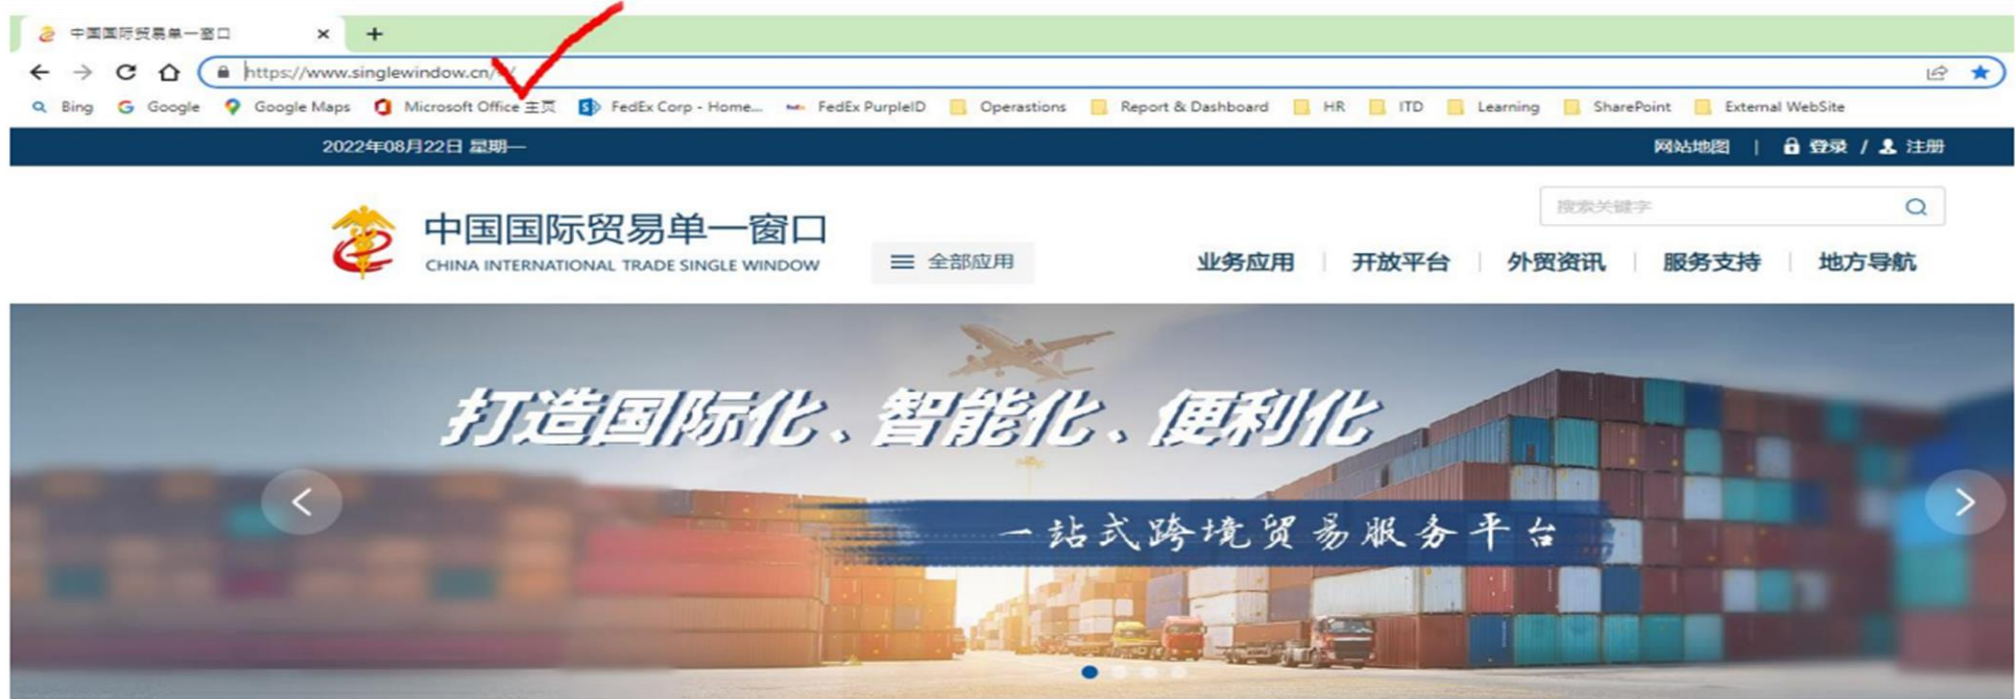 中国国际贸易单一窗口
https://www.singlewindow.cn/
Bing Google Google Maps Microsoft Office 主页 FedEx Corp - Home... FedEx PurpleID Operastions Report & Dashboard HR ITD Learning SharePoint External WebSite
2022年08月22日 星期一 网站地图 | 登录 / 注册
搜索关键字
中国国际贸易单一窗口
CHINA INTERNATIONAL TRADE SINGLE WINDOW
全部应用 业务应用 开放平台 外贸资讯 服务支持 地方导航
打造国际化、智能化、便利化
一站式跨境贸易服务平台